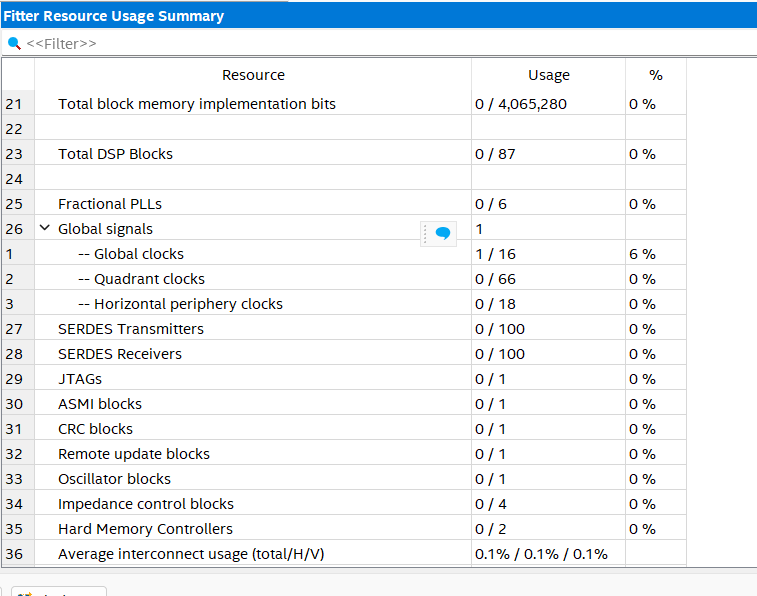 Fitter Resource Usage Summary
<<Filter>>
Resource Usage %
21 Total block memory implementation bits 0 / 4,065,280 0 %
22
23 Total DSP Blocks 0 / 87 0 %
24
25 Fractional PLLs 0 / 6 0 %
26 Global signals 1
1 -- Global clocks 1 / 16 6 %
2 -- Quadrant clocks 0 / 66 0 %
3 -- Horizontal periphery clocks 0 / 18 0 %
27 SERDES Transmitters 0 / 100 0 %
28 SERDES Receivers 0 / 100 0 %
29 JTAGs 0 / 1 0 %
30 ASMI blocks 0 / 1 0 %
31 CRC blocks 0 / 1 0 %
32 Remote update blocks 0 / 1 0 %
33 Oscillator blocks 0 / 1 0 %
34 Impedance control blocks 0 / 4 0 %
35 Hard Memory Controllers 0 / 2 0 %
36 Average interconnect usage (total/H/V) 0.1% / 0.1% / 0.1%